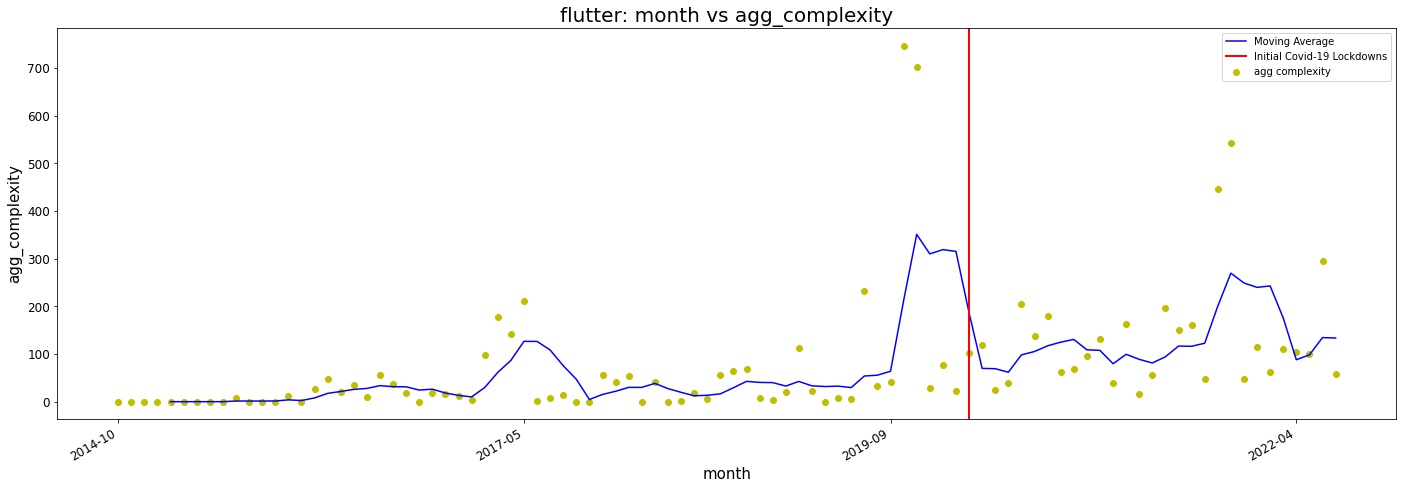 flutter: month vs agg_complexity
Moving Average
Initial Covid-19 Lockdowns
agg complexity
agg_complexity
700
600
500
400
300
200
100
0
2014-10
2017-05
2019-09
2022-04
month